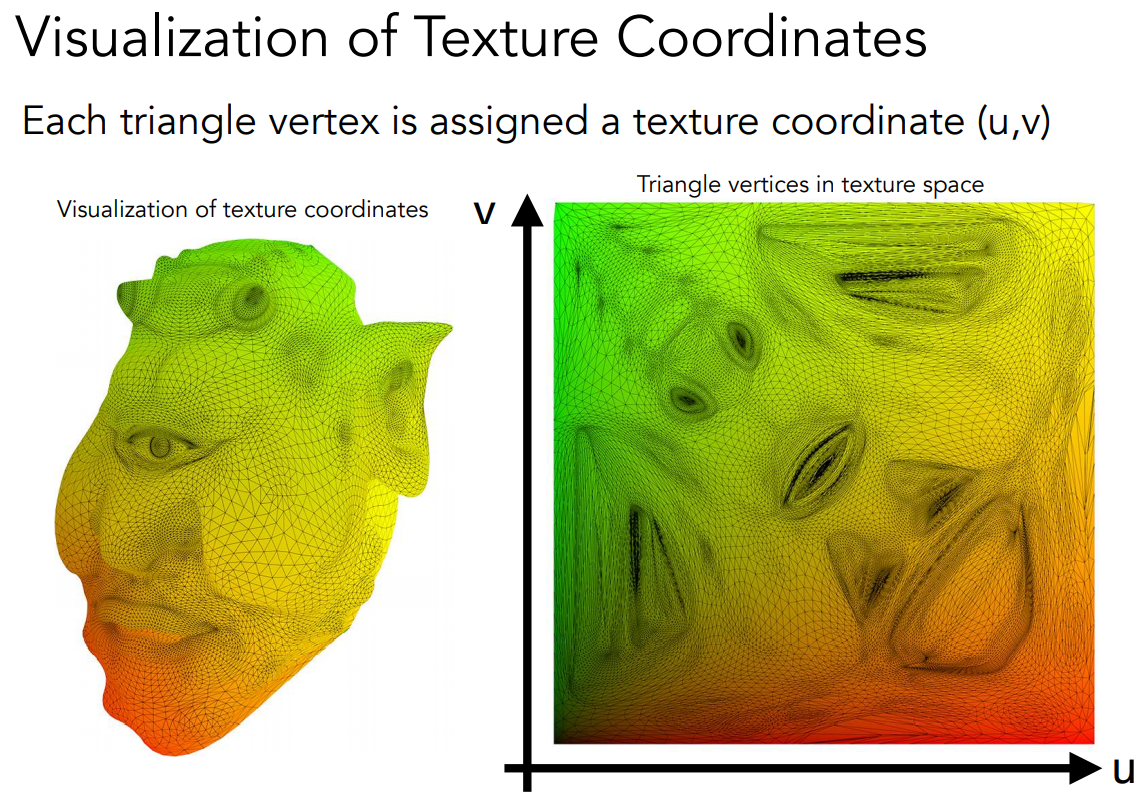 Visualization of Texture Coordinates
Each triangle vertex is assigned a texture coordinate (u,v)
Visualization of texture coordinates
Triangle vertices in texture space
v
u